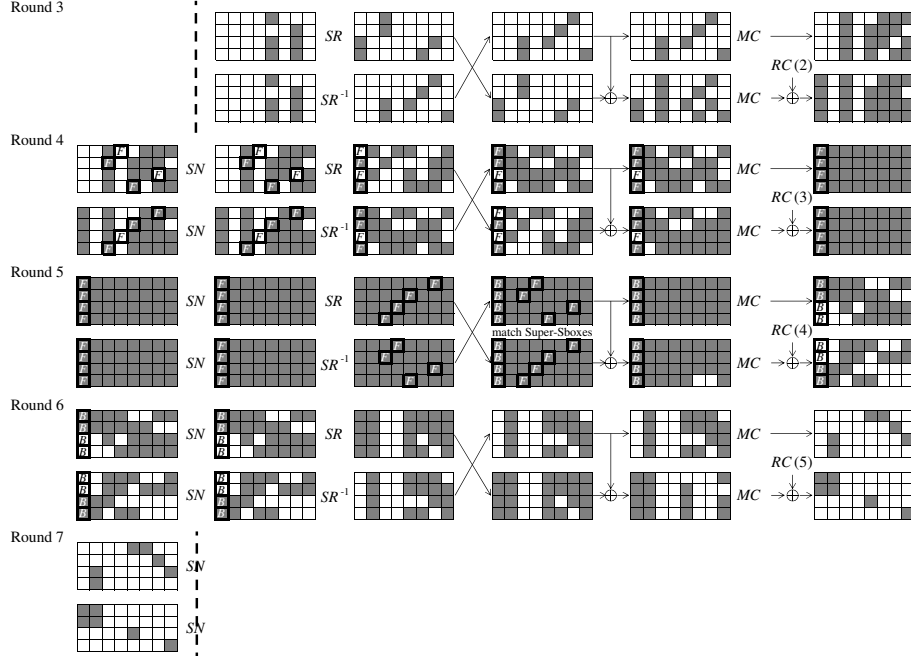 Round 3
SR MC
RC (2)
SR⁻¹ MC
Round 4
F F F F F F
F F F F F F
SN SR MC
F F F F F F
F F F F F F
RC (3)
F F F F F F
F F F F F F
SN SR⁻¹ MC
F F F F F F
F F F F F F
Round 5
F F F B F B B
F F F B F B B
SN SR MC
F F F B F B B
F F F B F B B
match Super-Sboxes
RC (4)
F F F B F B B
F F F B F B B
SN SR⁻¹ MC
F F F B F B B
F F F B F B B
Round 6
B B
B B
SN SR MC
B B
B B
RC (5)
B B
B B
SN SR⁻¹ MC
B B
B B
Round 7
SN
SN